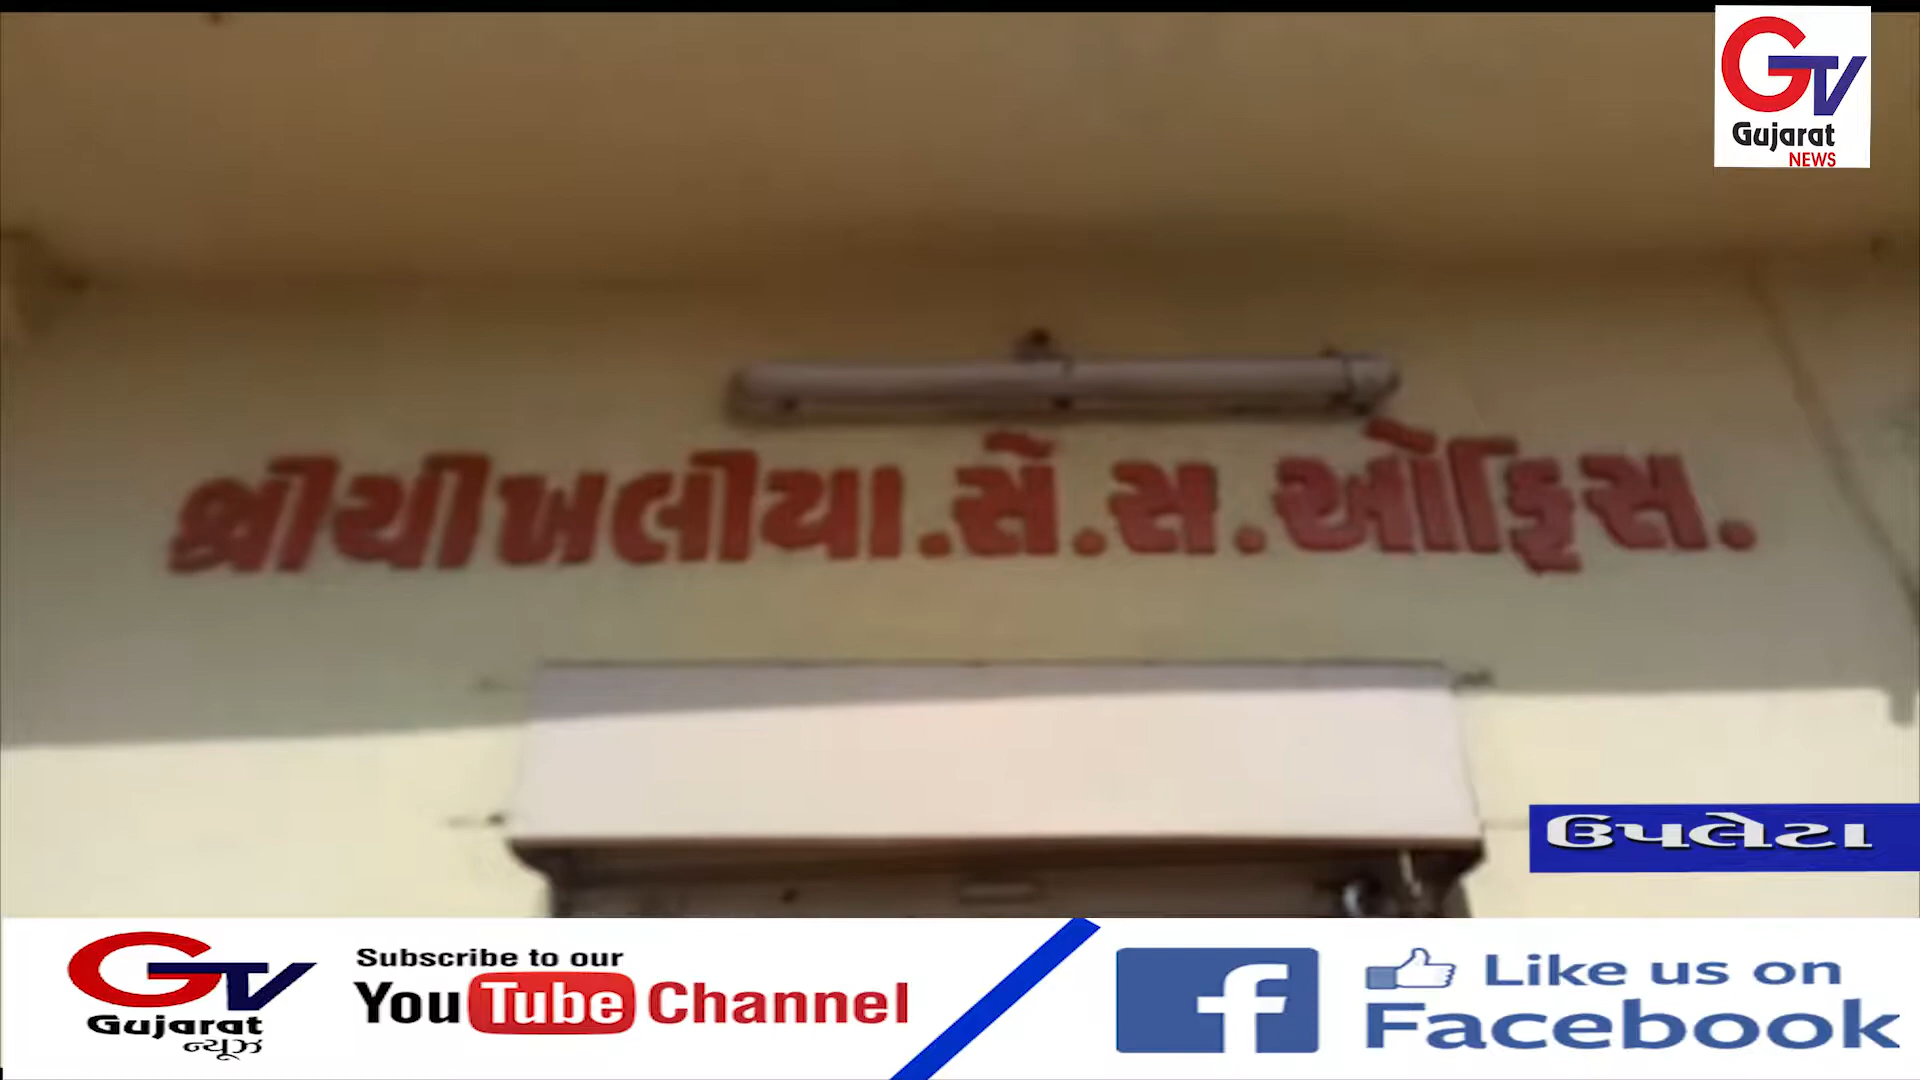 GTV
Gujarat
NEWS
શ્રીચીખલીયા.સે.સ.ઓફિસ.
ઉપલેટા
GTV
Gujarat
ન્યૂઝ
Subscribe to our
YouTube Channel
f
Like us on
Facebook